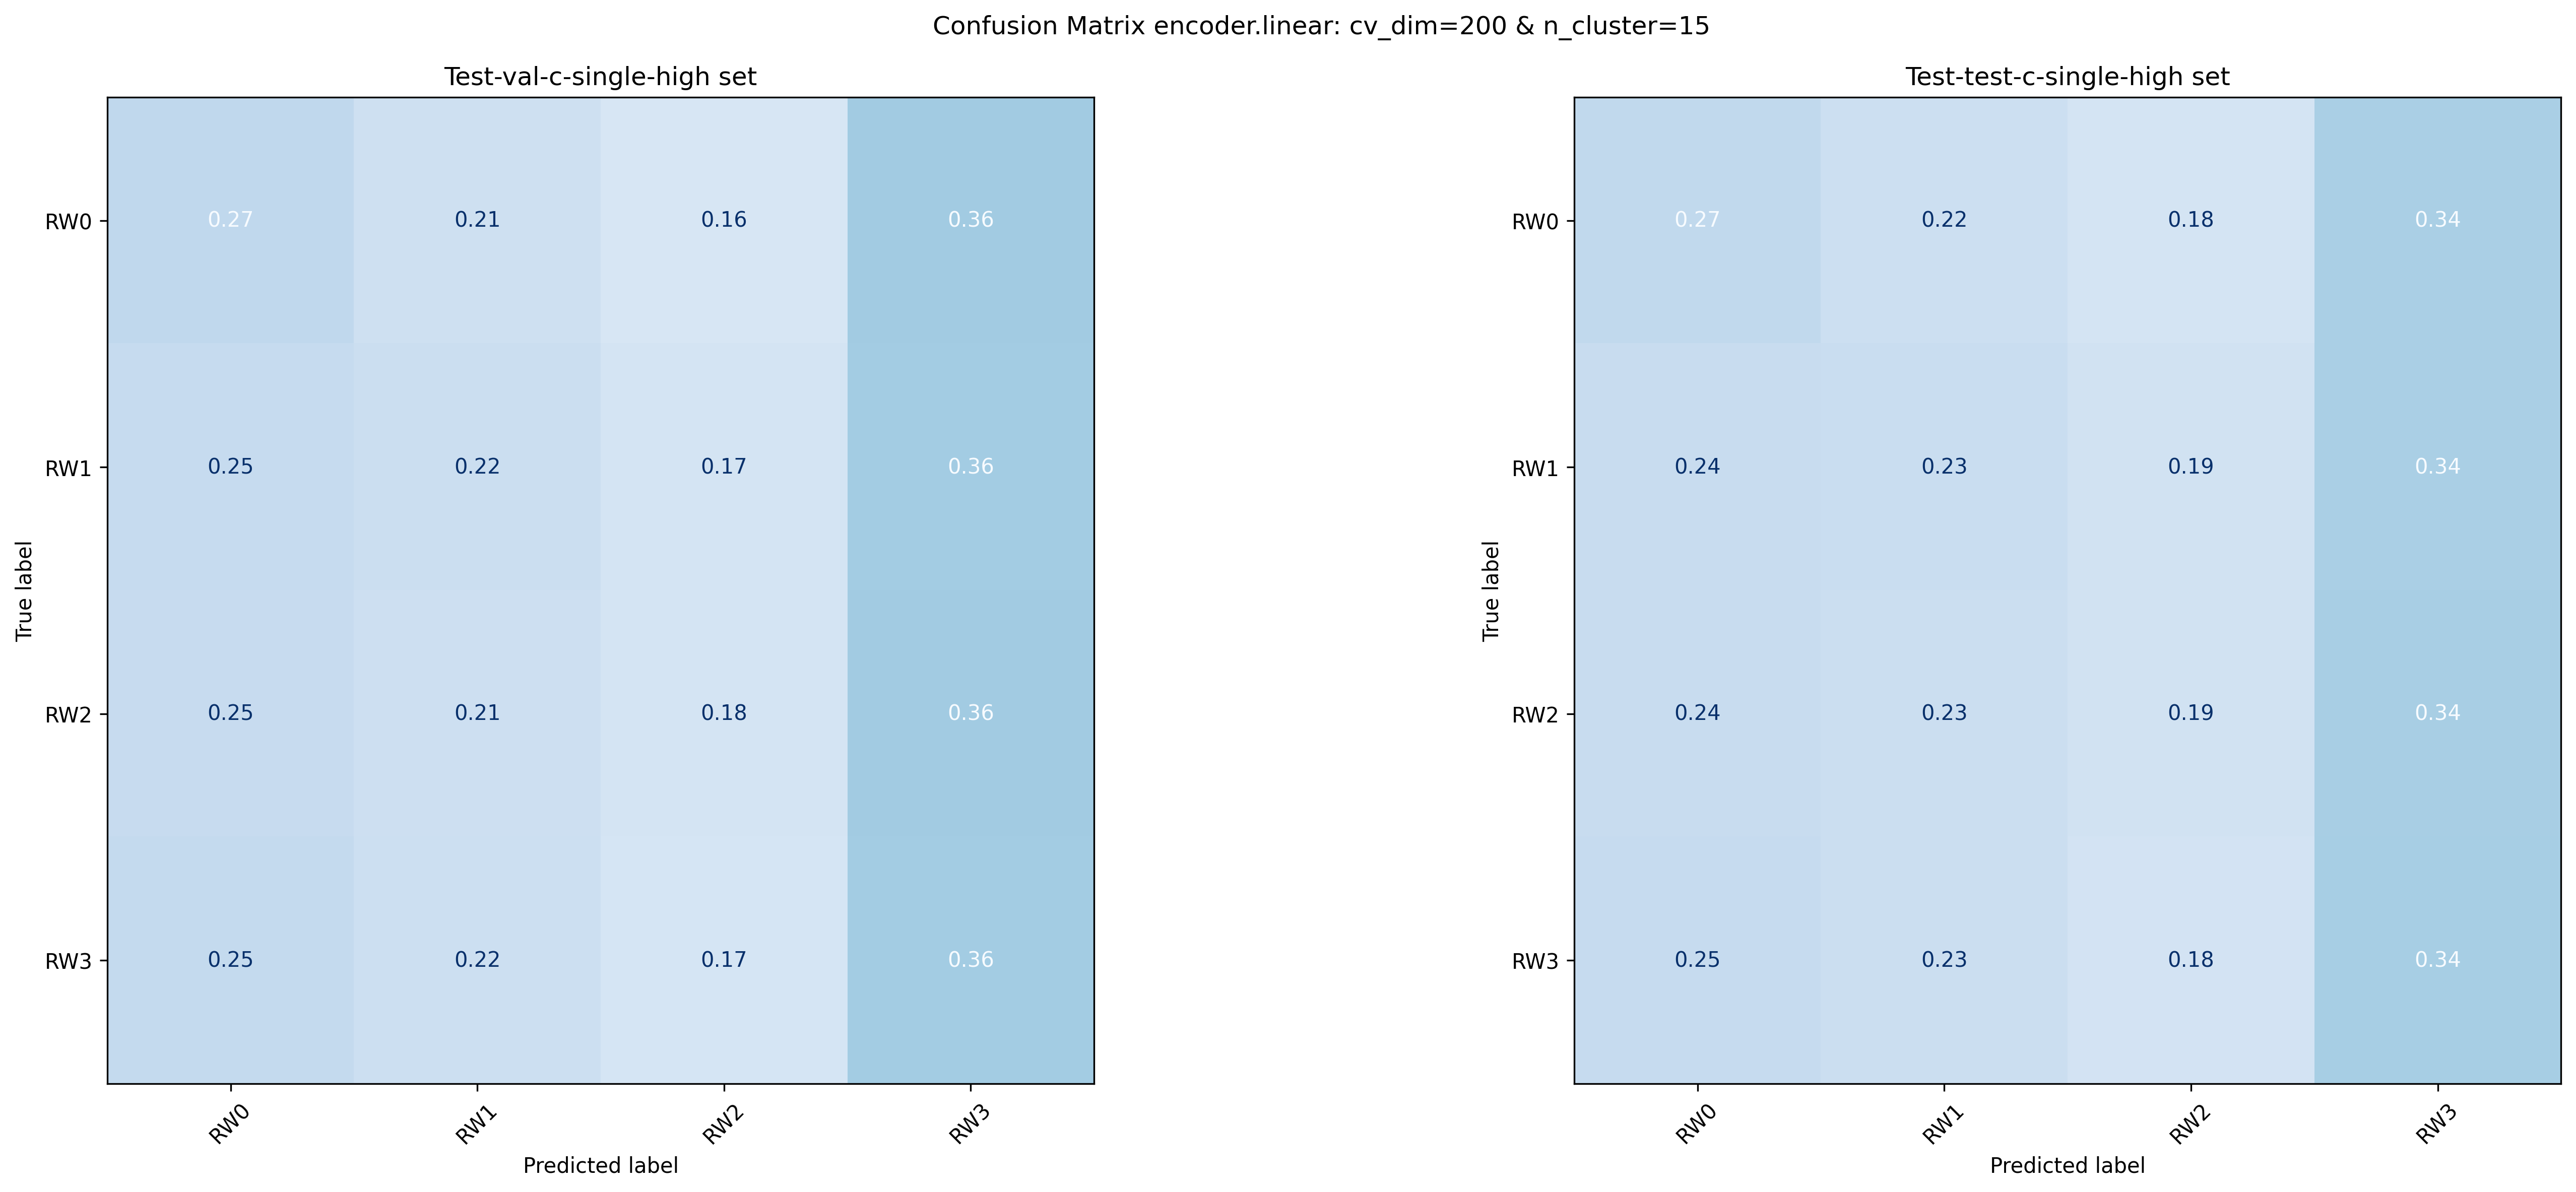 Confusion Matrix encoder.linear: cv_dim=200 & n_cluster=15
Test-val-c-single-high set
True label
RW0 0.27 0.21 0.16 0.36
RW1 0.25 0.22 0.17 0.36
RW2 0.25 0.21 0.18 0.36
RW3 0.25 0.22 0.17 0.36
RW0 RW1 RW2 RW3
Predicted label
Test-test-c-single-high set
True label
RW0 0.27 0.22 0.18 0.34
RW1 0.24 0.23 0.19 0.34
RW2 0.24 0.23 0.19 0.34
RW3 0.25 0.23 0.18 0.34
RW0 RW1 RW2 RW3
Predicted label